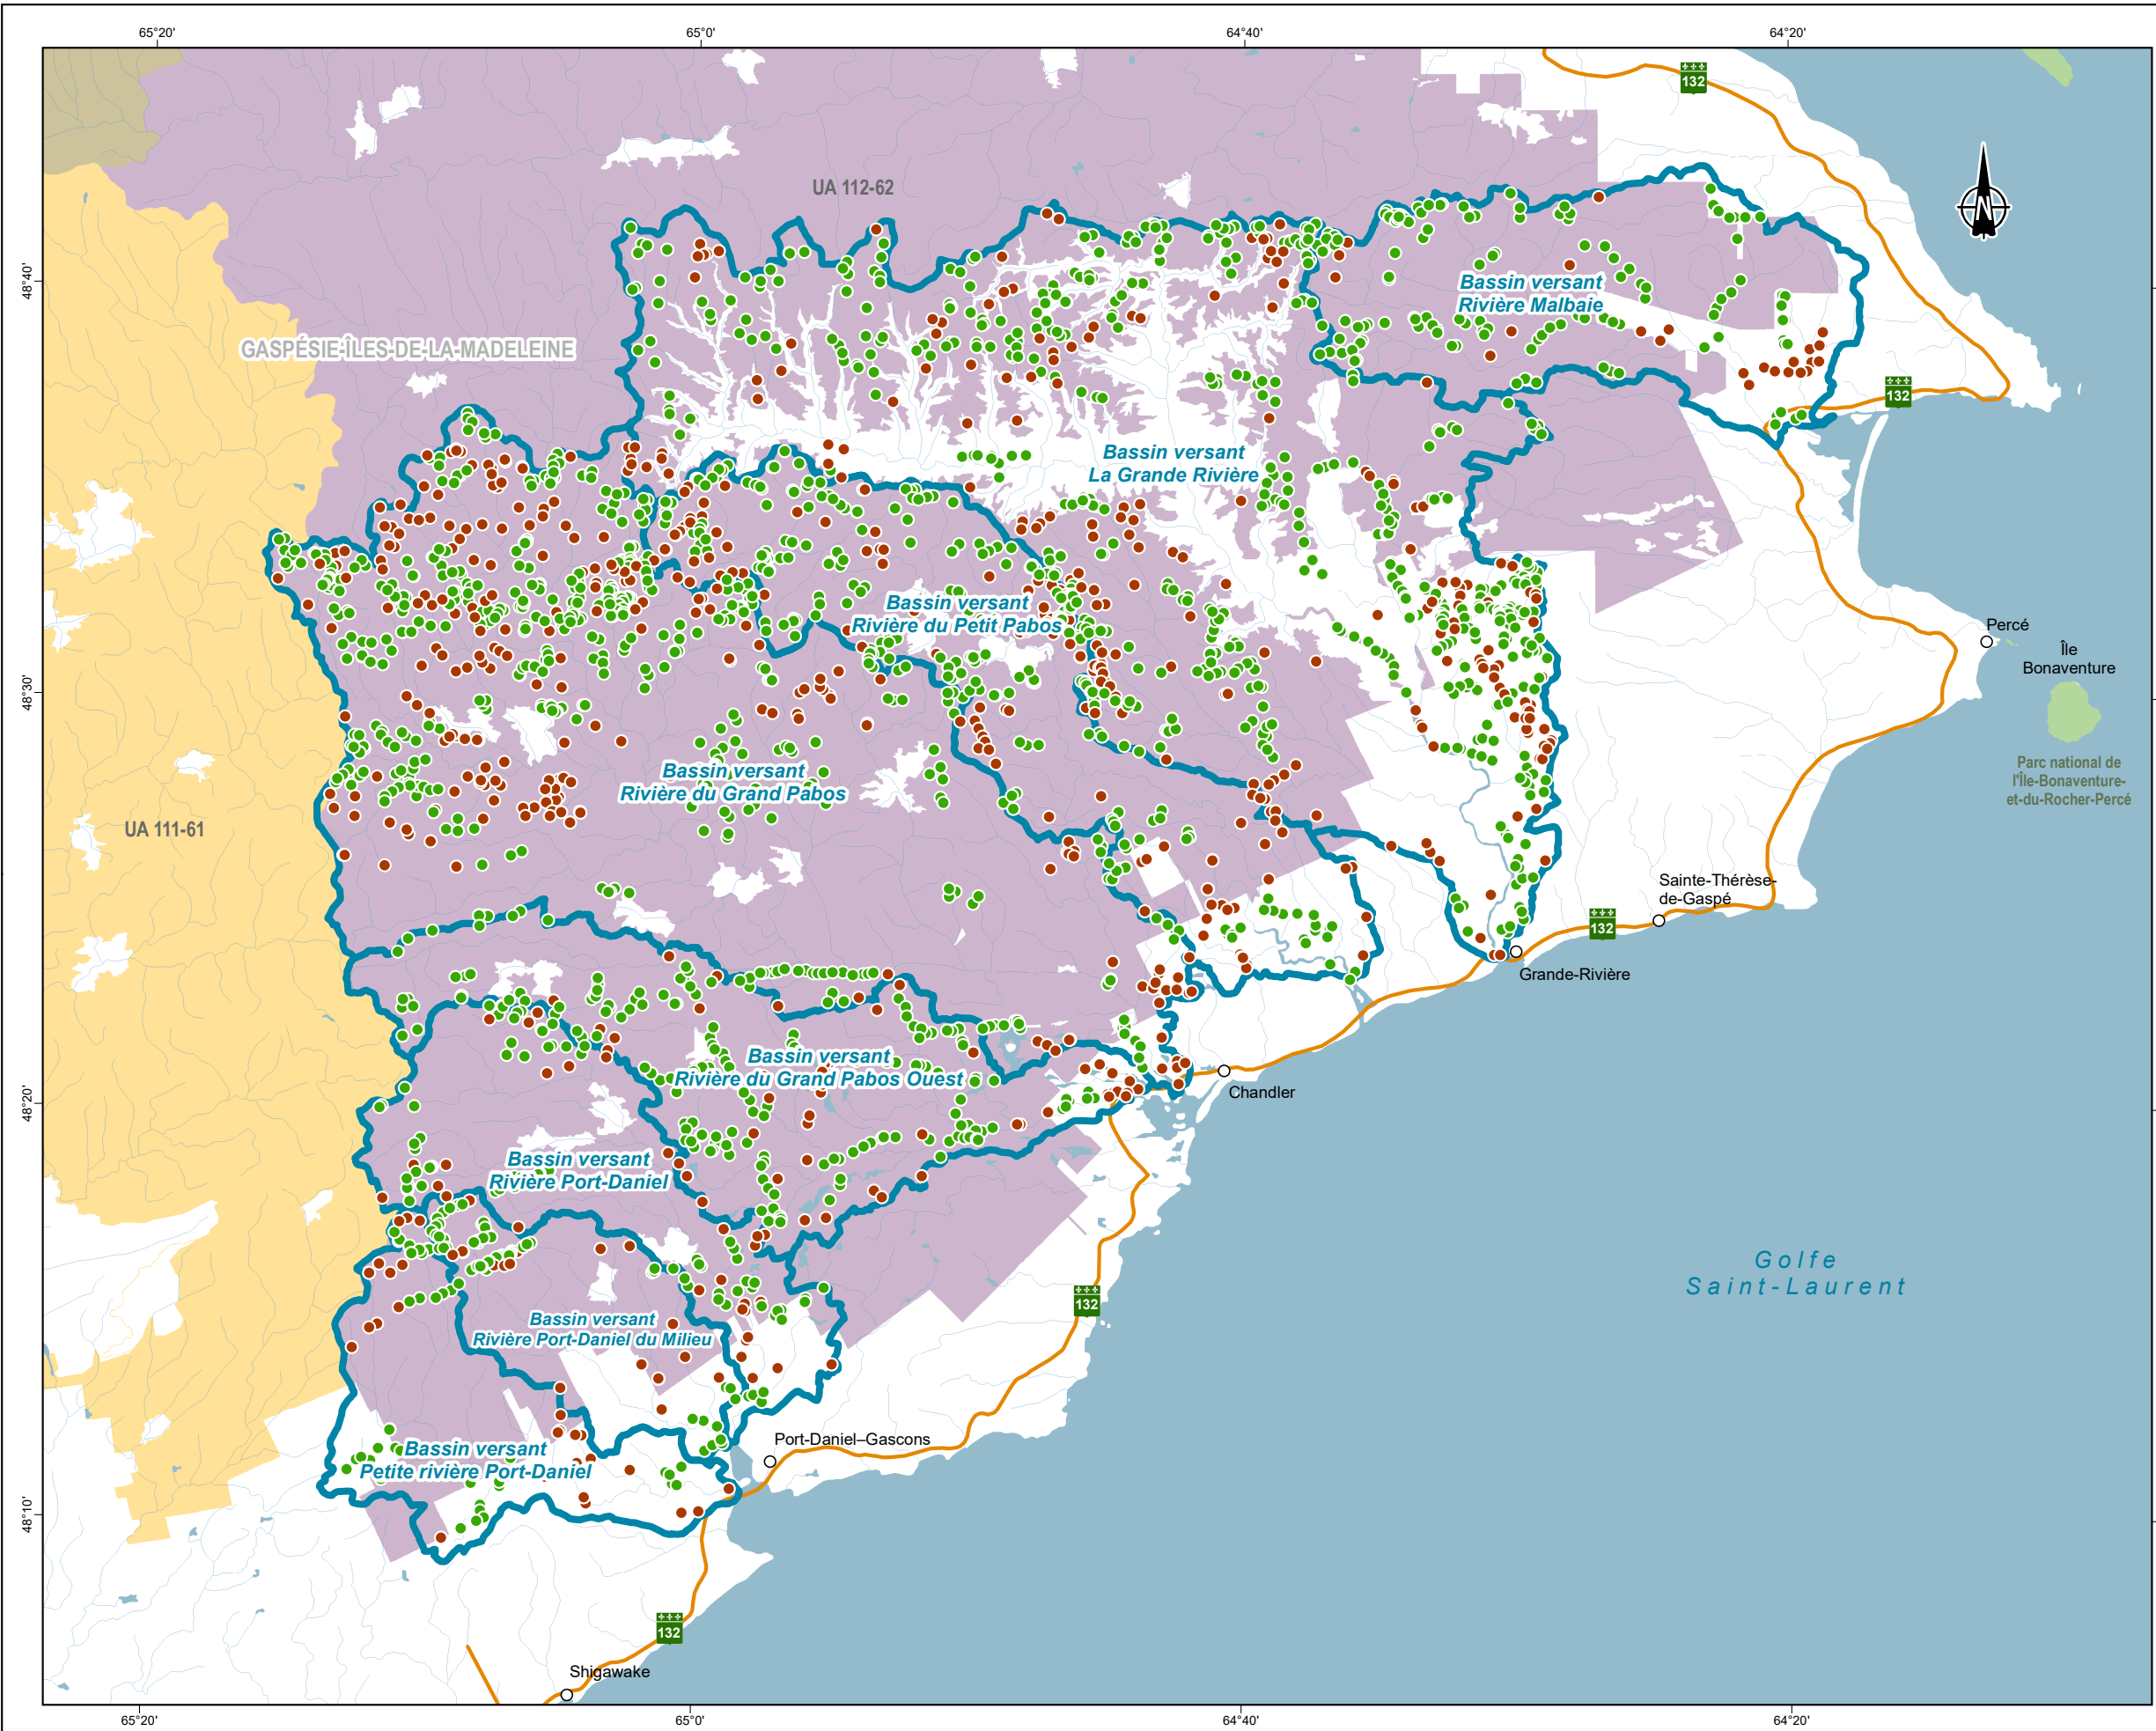 65°20'
65°0'
64°40'
64°20'
132
UA 112-62
48°40'
Bassin versant
Rivière Malbaie
GASPÉSIE-ÎLES-DE-LA-MADELEINE
132
Bassin versant
La Grande Rivière
Bassin versant
Rivière du Petit Pabos
Percé
Île
Bonaventure
48°30'
Parc national de
l'Île-Bonaventure-
et-du-Rocher-Percé
Bassin versant
Rivière du Grand Pabos
UA 111-61
Sainte-Thérèse-
de-Gaspé
132
Grande-Rivière
Bassin versant
Rivière du Grand Pabos Ouest
Chandler
48°20'
Bassin versant
Rivière Port-Daniel
Golfe
Saint-Laurent
132
Bassin versant
Rivière Port-Daniel du Milieu
Port-Daniel–Gascons
Bassin versant
Petite rivière Port-Daniel
48°10'
132
Shigawake
65°20'
65°0'
64°40'
64°20'
N